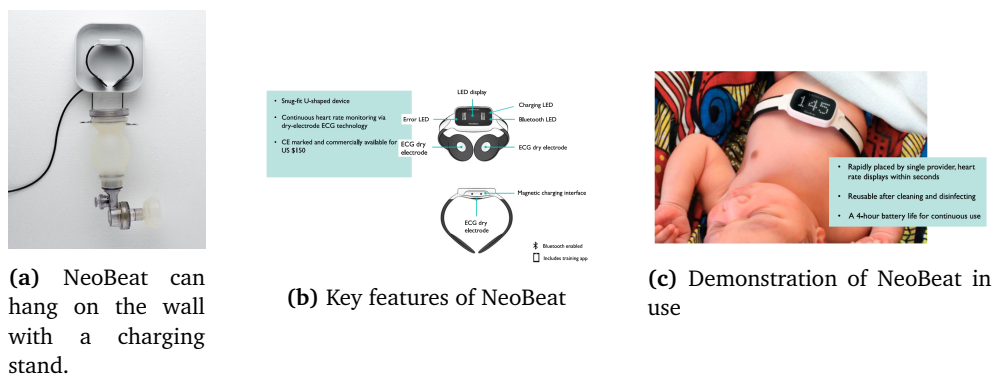 (a) NeoBeat can
hang on the wall
with a charging
stand.
• Snug-fit U-shaped device
• Continuous heart rate monitoring via
dry-electrode ECG technology
• CE marked and commercially available for
US $150
LED display
Charging LED
Error LED
Bluetooth LED
ECG dry
electrode
ECG dry electrode
Magnetic charging interface
ECG dry
electrode
Bluetooth enabled
Includes training app
(b) Key features of NeoBeat
145
• Rapidly placed by single provider, heart
rate displays within seconds
• Reusable after cleaning and disinfecting
• A 4-hour battery life for continuous use
(c) Demonstration of NeoBeat in
use